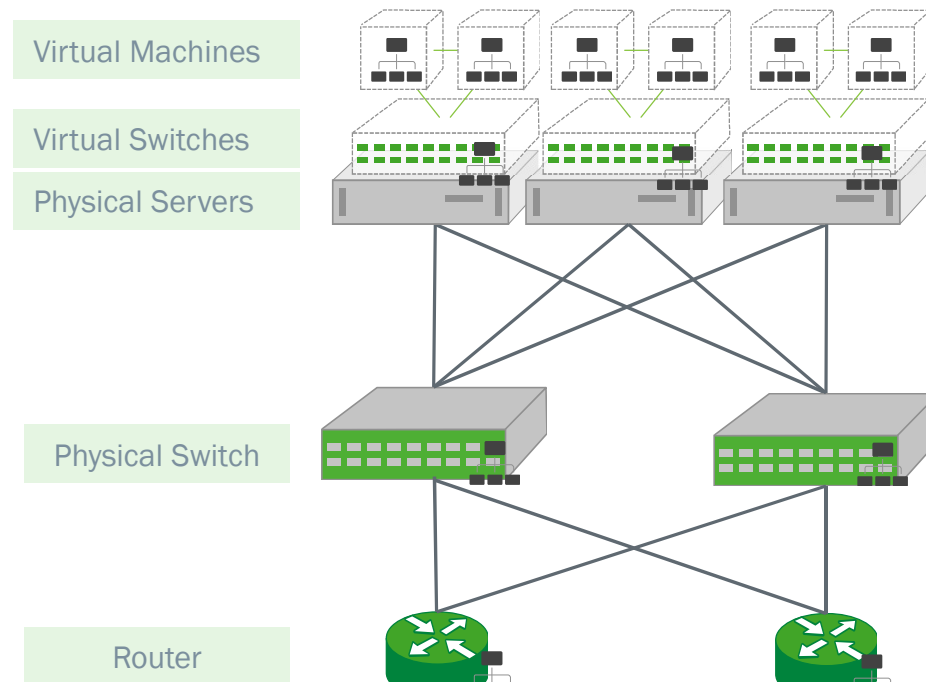 Virtual Machines
Virtual Switches
Physical Servers
Physical Switch
Router